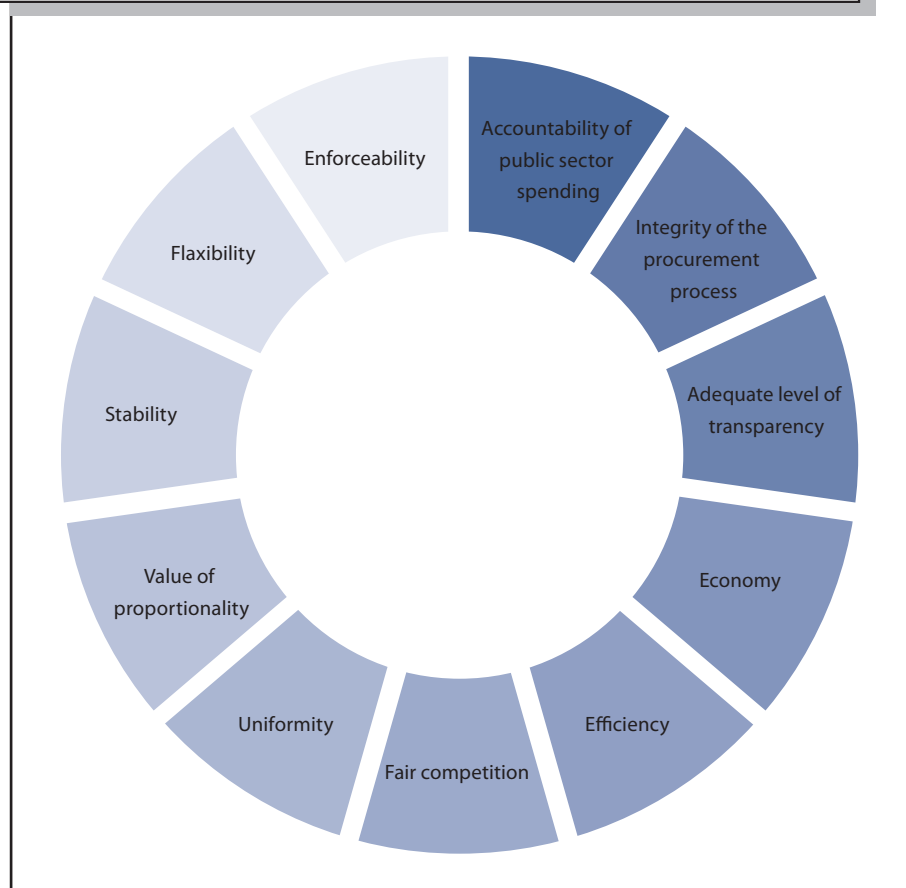 Accountability of
public sector
spending
Integrity of the
procurement
process
Adequate level of
transparency
Economy
Efficiency
Fair competition
Uniformity
Value of
proportionality
Stability
Flaxibility
Enforceability